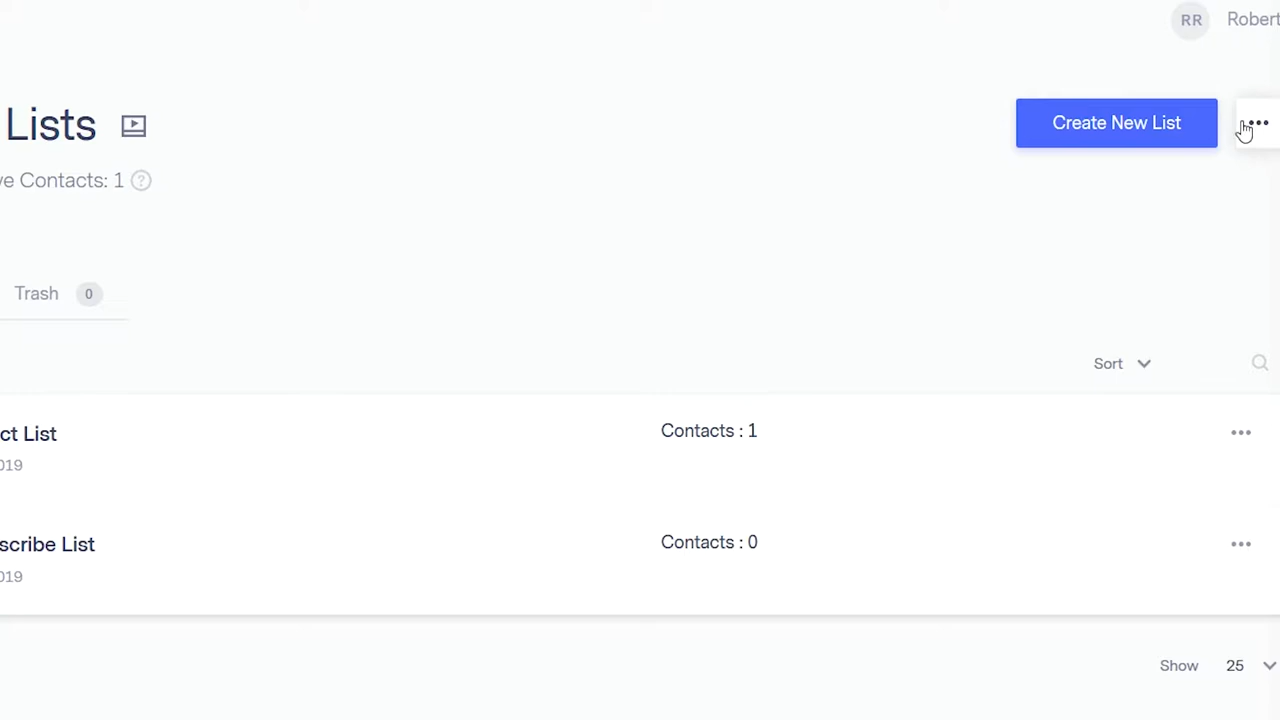 RR Robert
Lists
Create New List
ve Contacts: 1
Trash 0
Sort
ct List
Contacts : 1
019
scribe List
Contacts : 0
019
Show 25